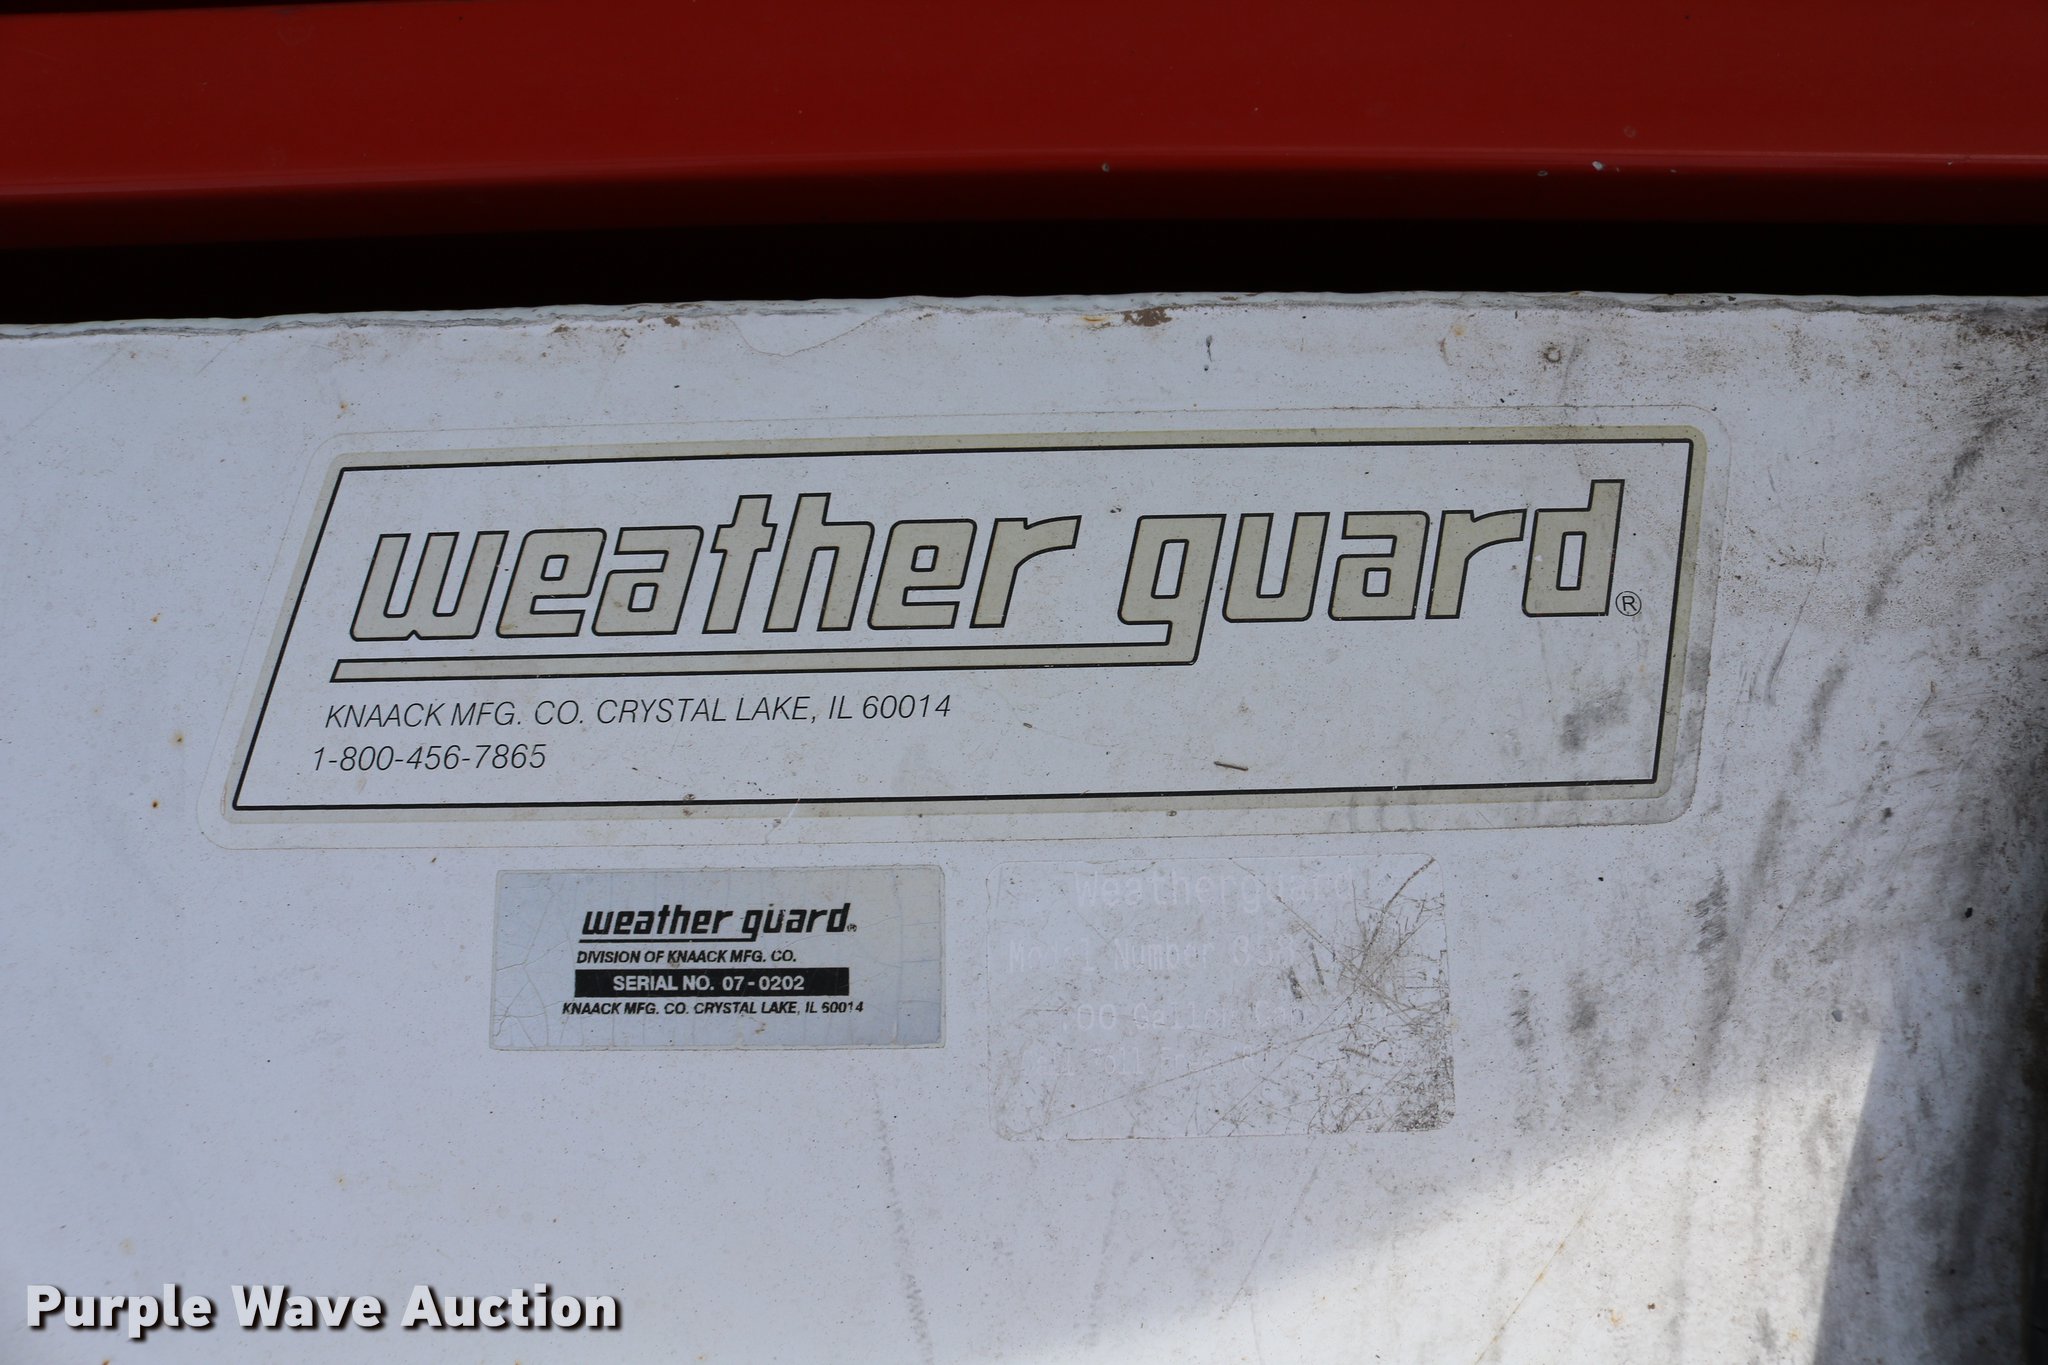 weather guard®
KNAACK MFG. CO. CRYSTAL LAKE, IL 60014
1-800-456-7865
weather guard®
DIVISION OF KNAACK MFG. CO.
SERIAL NO. 07-0202
KNAACK MFG. CO. CRYSTAL LAKE, IL 60014
Weatherguard
Number
Purple Wave Auction